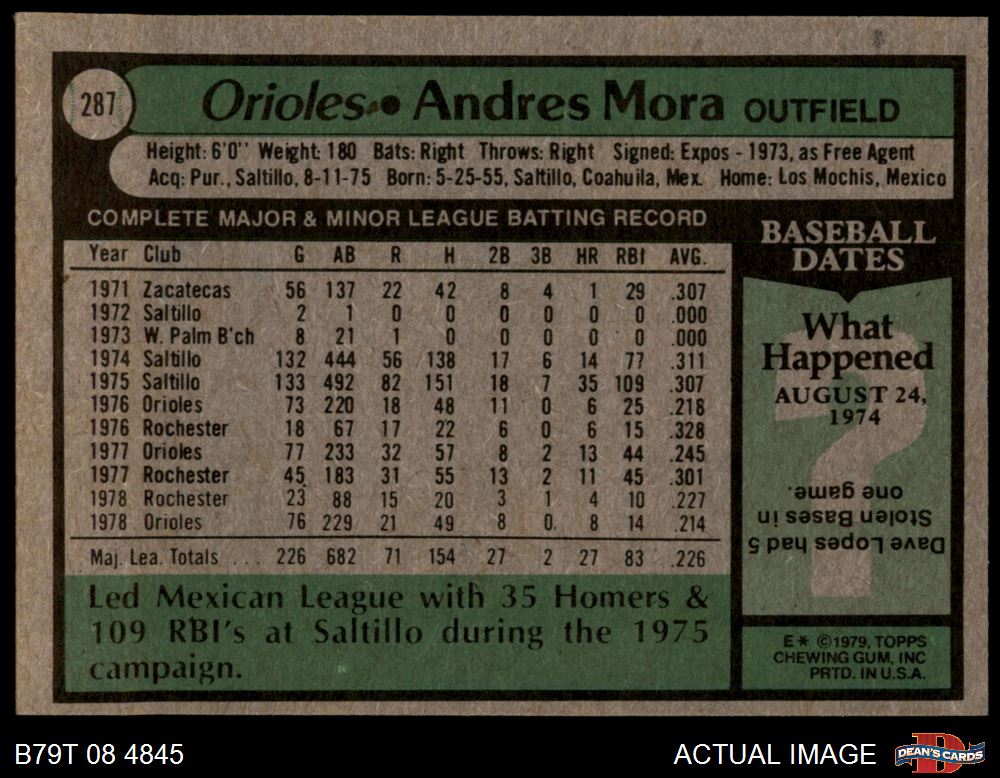 287
Orioles • Andres Mora OUTFIELD
Height: 6'0" Weight: 180 Bats: Right Throws: Right Signed: Expos - 1973, as Free Agent
Acq: Pur., Saltillo, 8-11-75 Born: 5-25-55, Saltillo, Coahuila, Mex. Home: Los Mochis, Mexico
COMPLETE MAJOR & MINOR LEAGUE BATTING RECORD
Year Club G AB R H 2B 3B HR RBI AVG.
1971 Zacatecas 56 137 22 42 8 4 1 29 .307
1972 Saltillo 2 1 0 0 0 0 0 0 .000
1973 W. Palm B'ch 8 21 1 0 0 0 0 0 .000
1974 Saltillo 132 444 56 138 17 6 14 77 .311
1975 Saltillo 133 492 82 151 18 7 35 109 .307
1976 Orioles 73 220 18 48 11 0 6 25 .218
1976 Rochester 18 67 17 22 6 0 6 15 .328
1977 Orioles 77 233 32 57 8 2 13 44 .245
1977 Rochester 45 183 31 55 13 2 11 45 .301
1978 Rochester 23 88 15 20 3 1 4 10 .227
1978 Orioles 76 229 21 49 8 0 8 14 .214
Maj. Lea. Totals ... 226 682 71 154 27 2 27 83 .226
Led Mexican League with 35 Homers &
109 RBI's at Saltillo during the 1975
campaign.
BASEBALL
DATES
What
Happened
AUGUST 24,
1974
?
Dave Lopes had 5
Stolen Bases in
one game.
E* ©1979, TOPPS
CHEWING GUM, INC
PRTD. IN U.S.A.
B79T 08 4845
ACTUAL IMAGE
DEAN'S CARDS